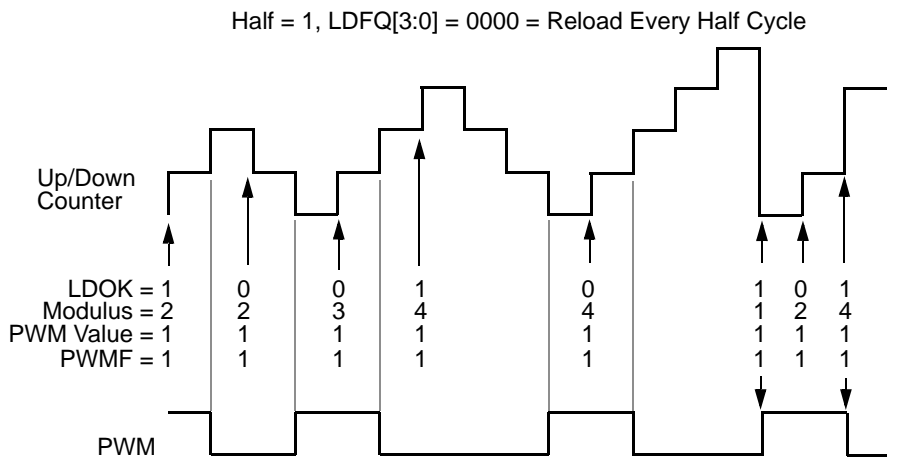 Half = 1, LDFQ[3:0] = 0000 = Reload Every Half Cycle
Up/Down
Counter
LDOK = 1 0 0 1 0 1 0 1
Modulus = 2 2 3 4 4 1 2 4
PWM Value = 1 1 1 1 1 1 1 1
PWMF = 1 1 1 1 1 1 1 1
PWM